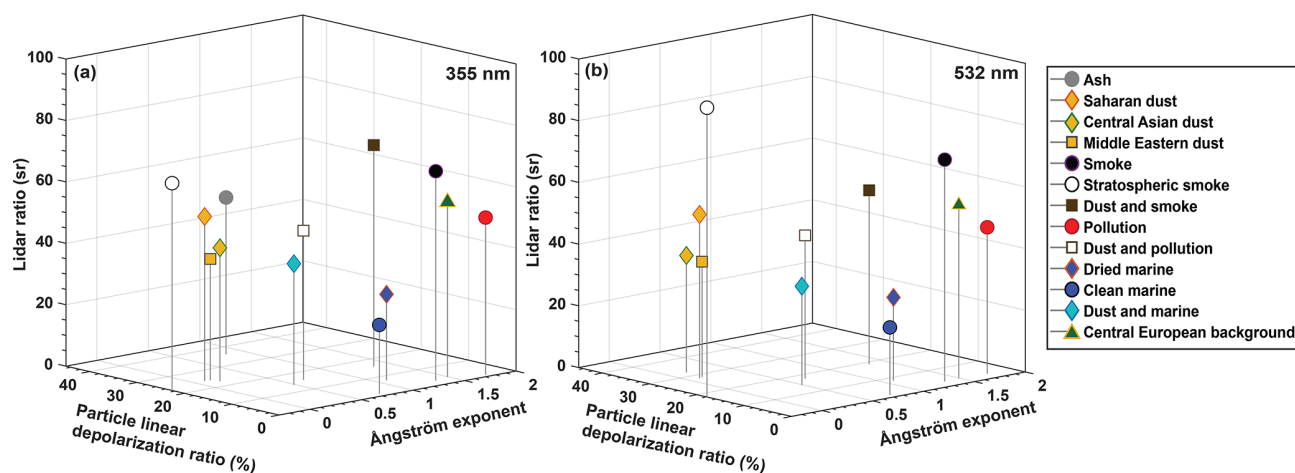 (a)
355 nm
Lidar ratio (sr)
100
80
60
40
20
0
40
30
20
10
0
Particle linear
depolarization ratio (%)
0
0.5
1
1.5
2
Ångström exponent
(b)
532 nm
Lidar ratio (sr)
100
80
60
40
20
0
40
30
20
10
0
Particle linear
depolarization ratio (%)
0
0.5
1
1.5
2
Ångström exponent
Ash
Saharan dust
Central Asian dust
Middle Eastern dust
Smoke
Stratospheric smoke
Dust and smoke
Pollution
Dust and pollution
Dried marine
Clean marine
Dust and marine
Central European background